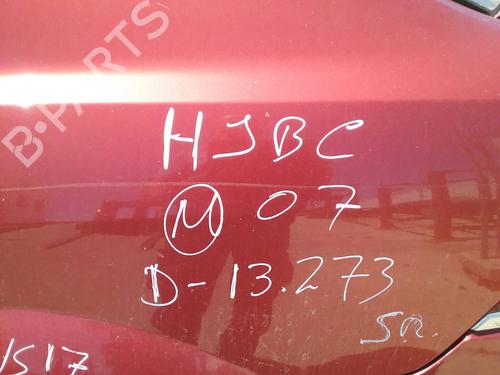 B-PARTS
HJBC
M 07
D-13.273
SR.
1517